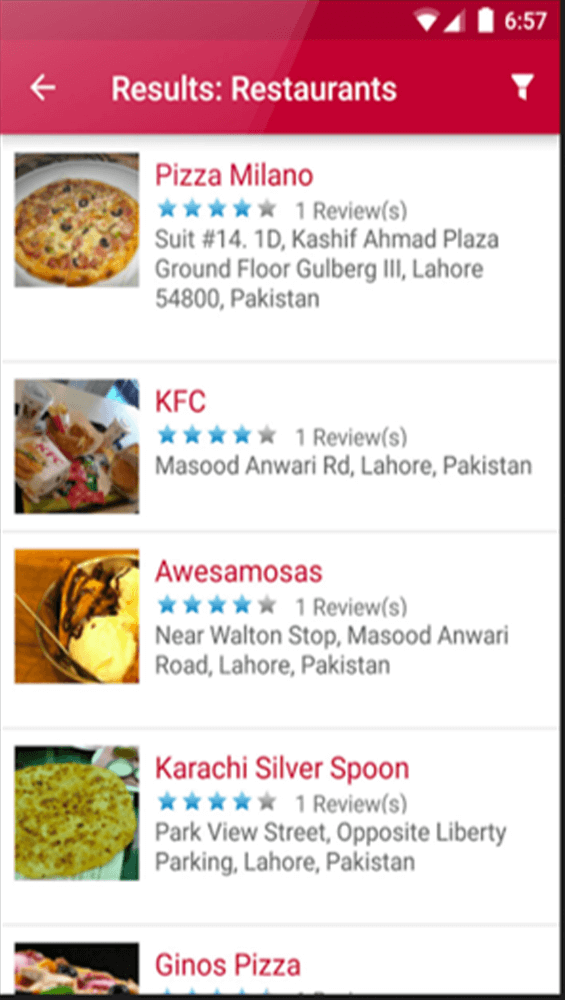 6:57
Results: Restaurants
Pizza Milano
1 Review(s)
Suit #14. 1D, Kashif Ahmad Plaza
Ground Floor Gulberg III, Lahore
54800, Pakistan
KFC
1 Review(s)
Masood Anwari Rd, Lahore, Pakistan
Awesamosas
1 Review(s)
Near Walton Stop, Masood Anwari
Road, Lahore, Pakistan
Karachi Silver Spoon
1 Review(s)
Park View Street, Opposite Liberty
Parking, Lahore, Pakistan
Ginos Pizza